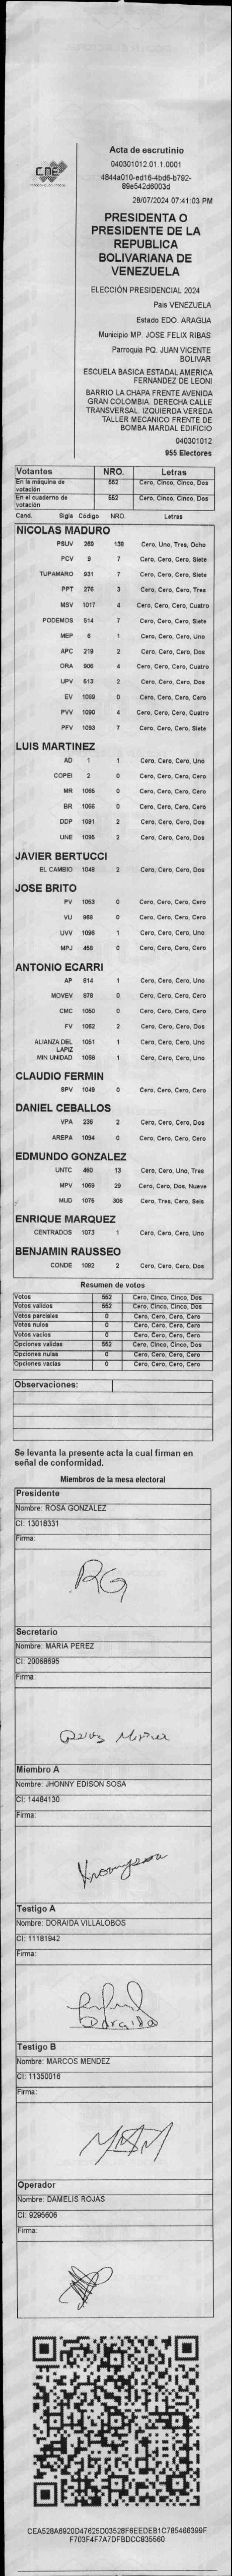 CNE
Acta de escrutinio
040301012.01.1.0001
4844a010-ed16-4bd6-b792-
89e542d6003d
28/07/2024 07:41:03 PM
PRESIDENTA O
PRESIDENTE DE LA
REPUBLICA
BOLIVARIANA DE
VENEZUELA
ELECCIÓN PRESIDENCIAL 2024
Pais VENEZUELA
Estado EDO. ARAGUA
Municipio MP. JOSE FELIX RIBAS
Parroquia PQ. JUAN VICENTE
BOLIVAR
ESCUELA BASICA ESTADAL AMERICA
FERNANDEZ DE LEONI
BARRIO LA CHAPA FRENTE AVENIDA
GRAN COLOMBIA. DERECHA CALLE
TRANSVERSAL. IZQUIERDA VEREDA
TALLER MECANICO FRENTE DE
BOMBA MARDAL EDIFICIO
040301012
955 Electores
Votantes NRO. Letras
En la máquina de votación 552 Cero, Cinco, Cinco, Dos
En el cuaderno de votación 552 Cero, Cinco, Cinco, Dos
Cand. Sigla Código NRO. Letras
NICOLAS MADURO
PSUV 269 138 Cero, Uno, Tres, Ocho
PCV 9 7 Cero, Cero, Cero, Siete
TUPAMARO 931 7 Cero, Cero, Cero, Siete
PPT 276 3 Cero, Cero, Cero, Tres
MSV 1017 4 Cero, Cero, Cero, Cuatro
PODEMOS 514 7 Cero, Cero, Cero, Siete
MEP 6 1 Cero, Cero, Cero, Uno
APC 219 2 Cero, Cero, Cero, Dos
ORA 906 4 Cero, Cero, Cero, Cuatro
UPV 613 2 Cero, Cero, Cero, Dos
EV 1089 0 Cero, Cero, Cero, Cero
PVV 1090 4 Cero, Cero, Cero, Cuatro
PFV 1093 7 Cero, Cero, Cero, Siete
LUIS MARTINEZ
AD 1 1 Cero, Cero, Cero, Uno
COPEI 2 0 Cero, Cero, Cero, Cero
MR 1065 0 Cero, Cero, Cero, Cero
BR 1066 0 Cero, Cero, Cero, Cero
DDP 1091 2 Cero, Cero, Cero, Dos
UNE 1095 2 Cero, Cero, Cero, Dos
JAVIER BERTUCCI
EL CAMBIO 1048 2 Cero, Cero, Cero, Dos
JOSE BRITO
PV 1053 0 Cero, Cero, Cero, Cero
VU 868 0 Cero, Cero, Cero, Cero
UVV 1096 1 Cero, Cero, Cero, Uno
MPJ 458 0 Cero, Cero, Cero, Cero
ANTONIO ECARRI
AP 814 1 Cero, Cero, Cero, Uno
MOVEV 878 0 Cero, Cero, Cero, Cero
CMC 1050 0 Cero, Cero, Cero, Cero
FV 1062 2 Cero, Cero, Cero, Dos
ALIANZA DEL LAPIZ 1051 1 Cero, Cero, Cero, Uno
MIN UNIDAD 1068 1 Cero, Cero, Cero, Uno
CLAUDIO FERMIN
SPV 1049 0 Cero, Cero, Cero, Cero
DANIEL CEBALLOS
VPA 236 2 Cero, Cero, Cero, Dos
AREPA 1094 0 Cero, Cero, Cero, Cero
EDMUNDO GONZALEZ
UNTC 460 13 Cero, Cero, Uno, Tres
MPV 1069 29 Cero, Cero, Dos, Nueve
MUD 1075 306 Cero, Tres, Cero, Seis
ENRIQUE MARQUEZ
CENTRADOS 1073 1 Cero, Cero, Cero, Uno
BENJAMIN RAUSSEO
CONDE 1092 2 Cero, Cero, Cero, Dos
Resumen de votos
Votos 552 Cero, Cinco, Cinco, Dos
Votos validos 552 Cero, Cinco, Cinco, Dos
Votos parciales 0 Cero, Cero, Cero, Cero
Votos nulos 0 Cero, Cero, Cero, Cero
Votos vacios 0 Cero, Cero, Cero, Cero
Opciones validas 552 Cero, Cinco, Cinco, Dos
Opciones nulas 0 Cero, Cero, Cero, Cero
Opciones vacias 0 Cero, Cero, Cero, Cero
Observaciones:
Se levanta la presente acta la cual firman en
señal de conformidad.
Miembros de la mesa electoral
Presidente
Nombre: ROSA GONZALEZ
CI: 13018331
Firma:
RG
Secretario
Nombre: MARIA PEREZ
CI: 20068695
Firma:
Miembro A
Nombre: JHONNY EDISON SOSA
CI: 14484130
Firma:
Testigo A
Nombre: DORAIDA VILLALOBOS
CI: 11181942
Firma:
Doraida
Testigo B
Nombre: MARCOS MENDEZ
CI: 11350016
Firma:
Operador
Nombre: DAMELIS ROJAS
CI: 9295606
Firma:
CEA528A6920D47625D03528F6EEDEB1C785466399F
F703F4F7A7DFBDCC835560